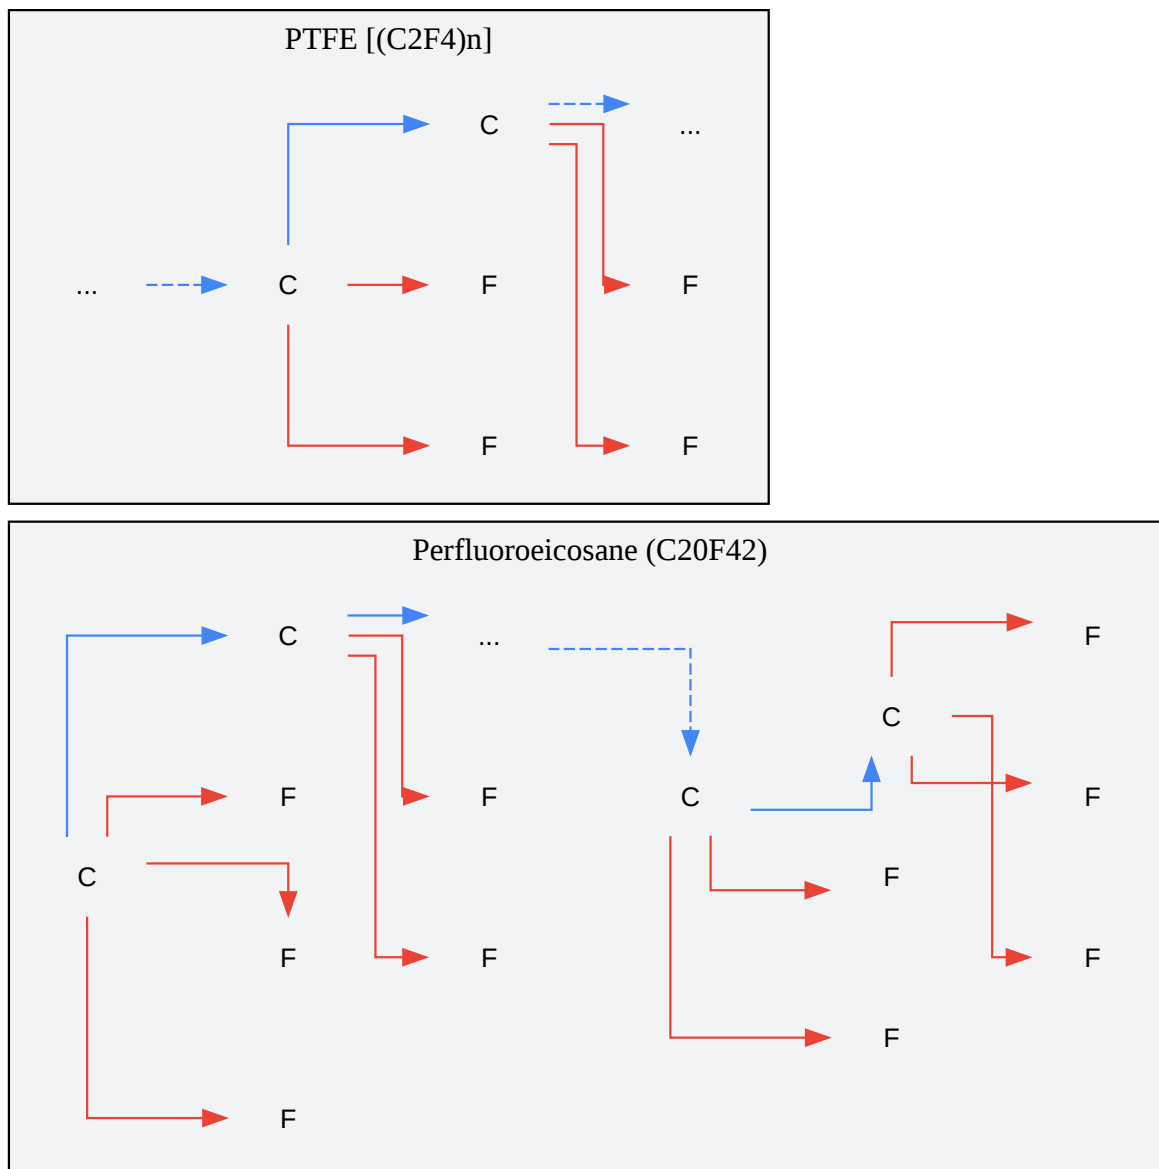 PTFE [(C2F4)n]
C ...
... C F F
F F
Perfluoroeicosane (C20F42)
C ... F
C
F F C F
C F
F F F
F
F